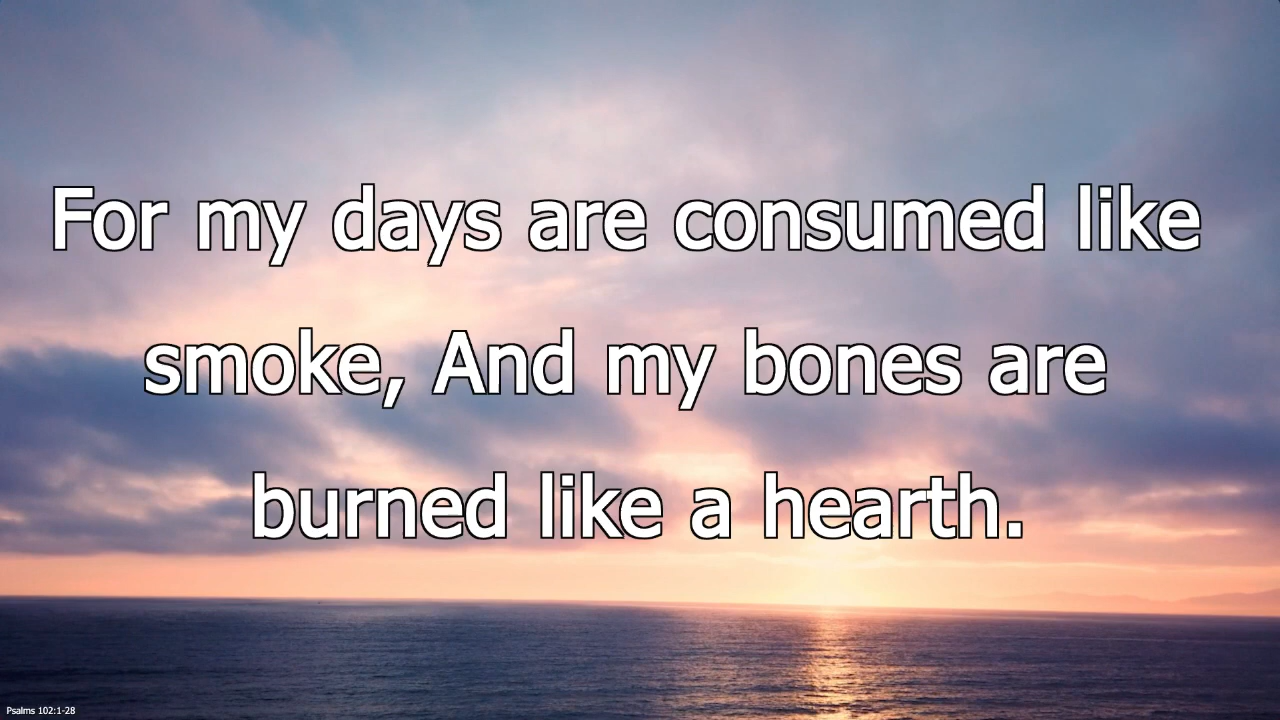 For my days are consumed like
smoke, And my bones are
burned like a hearth.
Psalms 102:1-28